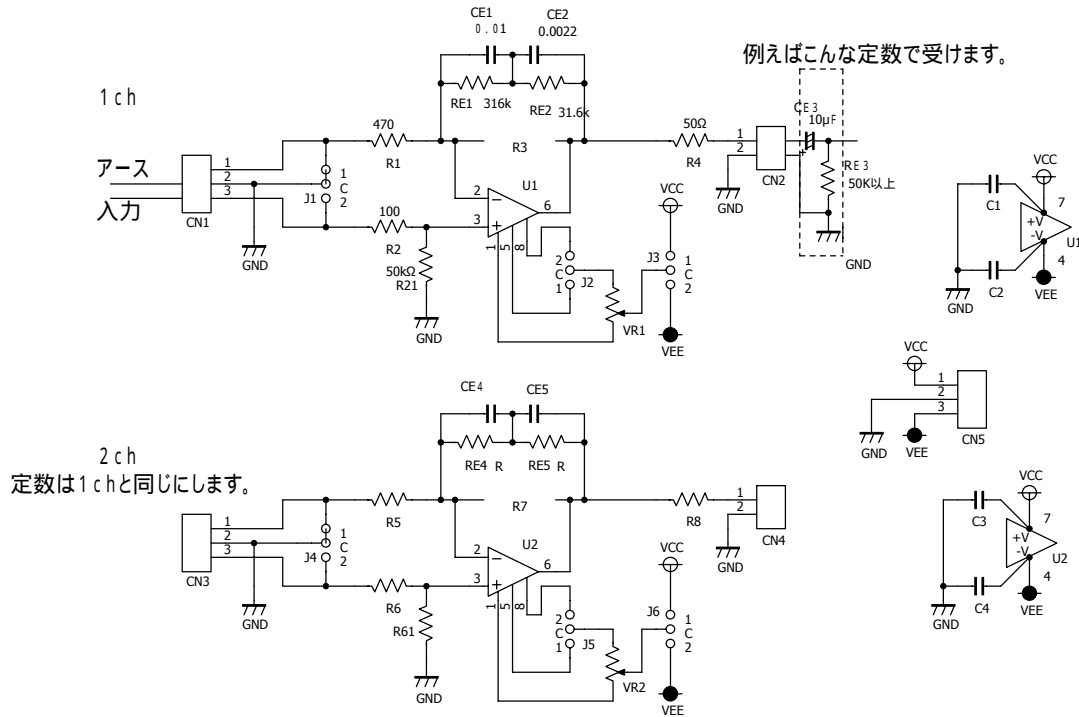 CE1 CE2
0.01 0.0022
例えばこんな定数で受けます。
1ch
RE1 316k RE2 31.6k
CE3
10μF
470 R3 50Ω
R1 R4
アース
入力
CN1
1
2
3
J1
1
C
2
GND
100
R2
50kΩ
R21
GND
U1
2 −
3 +
6
1 5 8
2
C
1
J2
VR1
VCC
J3
1
C
2
VEE
1
2
CN2
GND
+
RE3
50K以上
GND
VCC
C1
7
+V
-V
U1
4
C2
GND
VEE
VCC
1
2
3
CN5
GND
VEE
CE4 CE5
RE4 R RE5 R
2ch
定数は1chと同じにします。
R5 R7 R8
1
2
3
CN3
J4
1
C
2
GND
R6
R61
GND
U2
2 −
3 +
6
1 5 8
2
C
1
J5
VR2
VCC
J6
1
C
2
VEE
1
2
CN4
GND
VCC
C3
7
+V
-V
U2
4
C4
GND
VEE